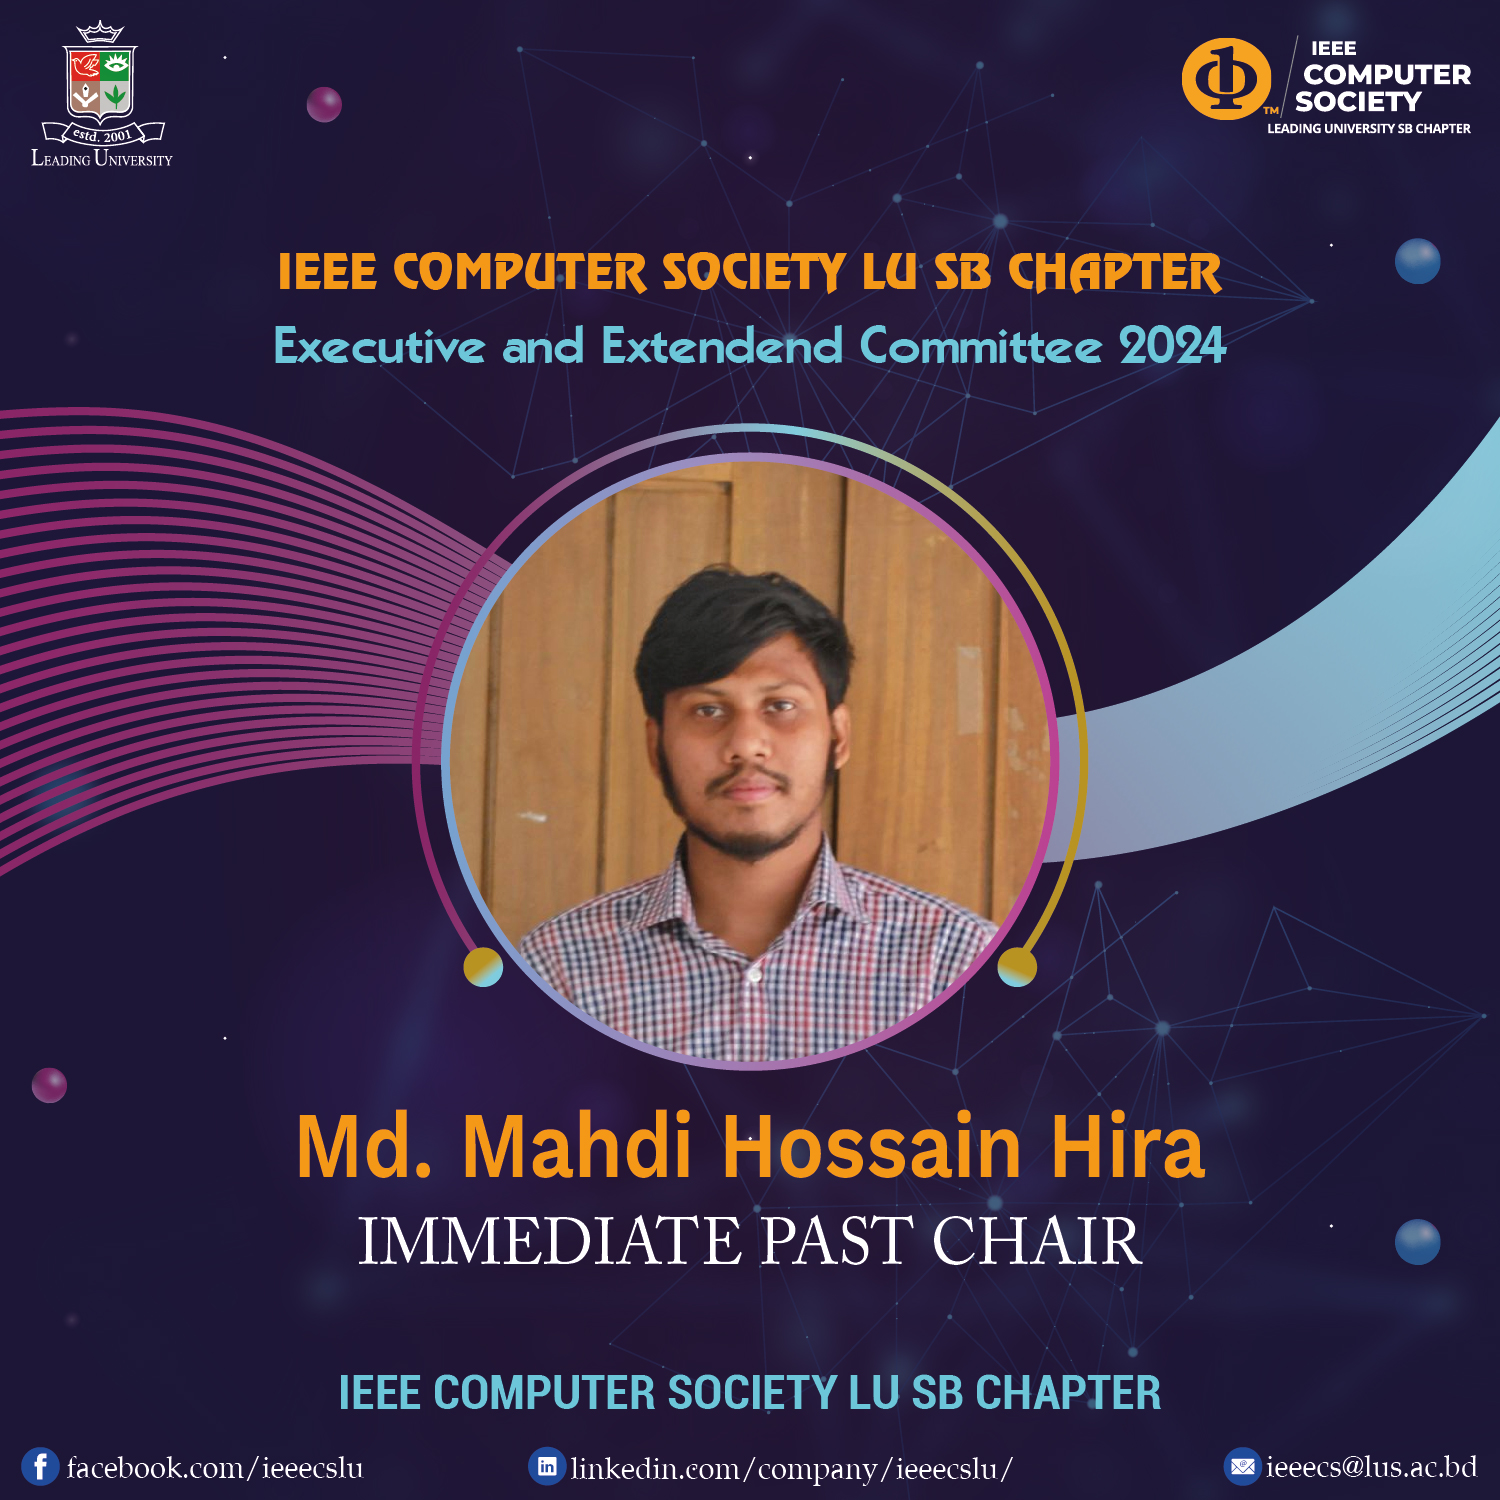 estd. 2001
LEADING UNIVERSITY
IEEE
COMPUTER
SOCIETY
TM
LEADING UNIVERSITY SB CHAPTER
IEEE COMPUTER SOCIETY LU SB CHAPTER
Executive and Extendend Committee 2024
Md. Mahdi Hossain Hira
IMMEDIATE PAST CHAIR
IEEE COMPUTER SOCIETY LU SB CHAPTER
facebook.com/ieeecslu
linkedin.com/company/ieeecslu/
ieeecs@lus.ac.bd